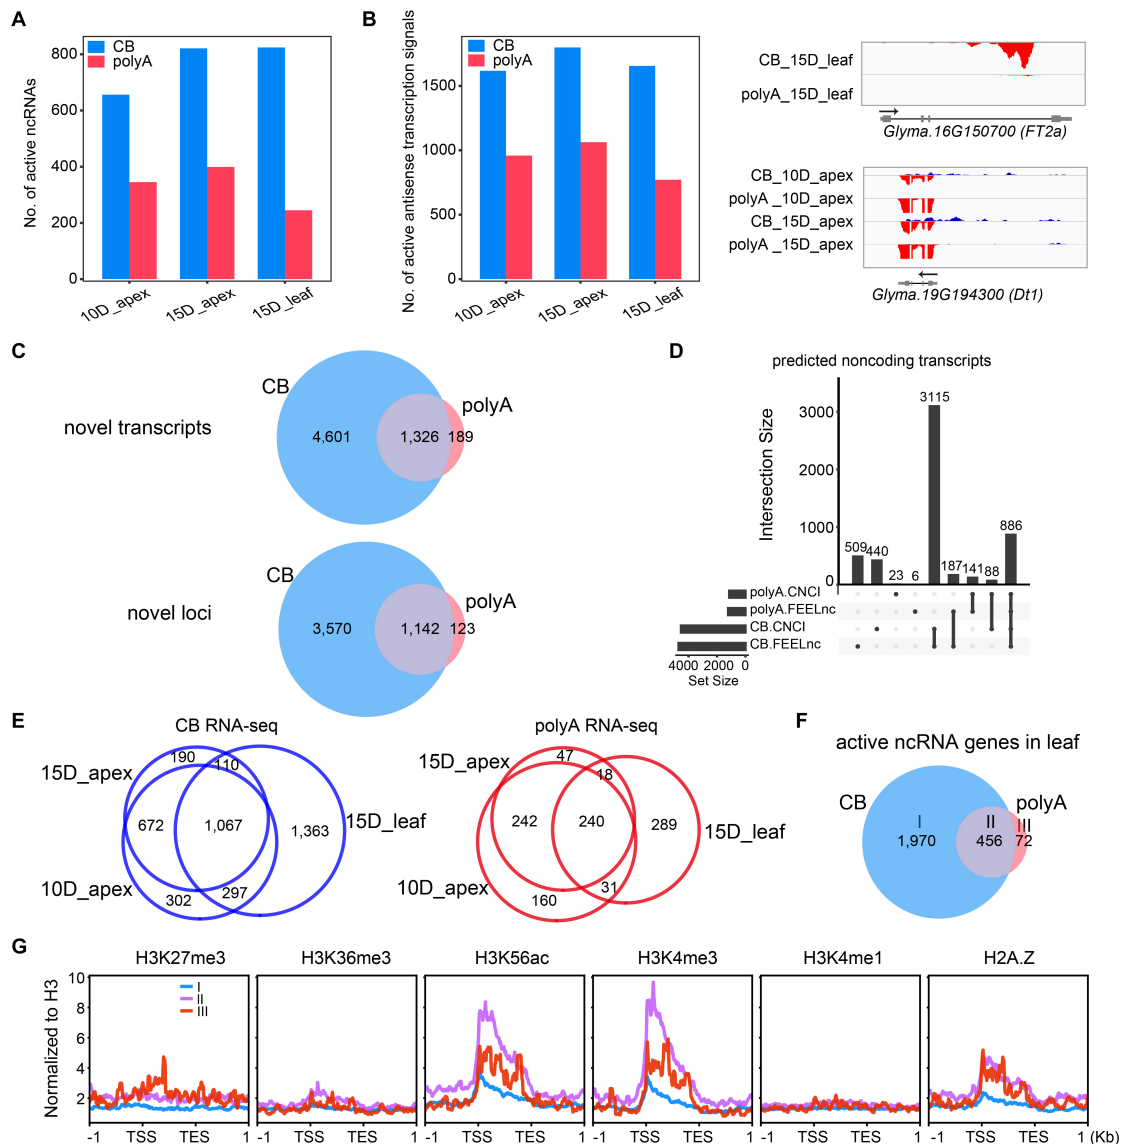 A
No. of active ncRNAs
800
600
400
200
0
CB
polyA
10D_apex
15D_apex
15D_leaf
B
No. of active antisense transcription signals
1500
1000
500
0
CB
polyA
10D_apex
15D_apex
15D_leaf
CB_15D_leaf
polyA_15D_leaf
Glyma.16G150700 (FT2a)
CB_10D_apex
polyA _10D_apex
CB_15D_apex
polyA _15D_apex
Glyma.19G194300 (Dt1)
C
novel transcripts
CB
polyA
4,601
1,326
189
novel loci
CB
polyA
3,570
1,142
123
D
predicted noncoding transcripts
Intersection Size
3000
2000
1000
0
509
440
23
6
3115
187
141
88
886
polyA.CNCI
polyA.FEELnc
CB.CNCI
CB.FEELnc
4000 2000 0
Set Size
E
CB RNA-seq
15D_apex
190
110
672
1,067
1,363
15D_leaf
10D_apex
302
297
polyA RNA-seq
15D_apex
47
18
242
240
289
15D_leaf
10D_apex
160
31
F
active ncRNA genes in leaf
CB
polyA
I
II
III
1,970
456
72
G
Normalized to H3
10
8
6
4
2
H3K27me3
H3K36me3
H3K56ac
H3K4me3
H3K4me1
H2A.Z
I
II
III
-1 TSS TES 1
-1 TSS TES 1
-1 TSS TES 1
-1 TSS TES 1
-1 TSS TES 1
-1 TSS TES 1 (Kb)